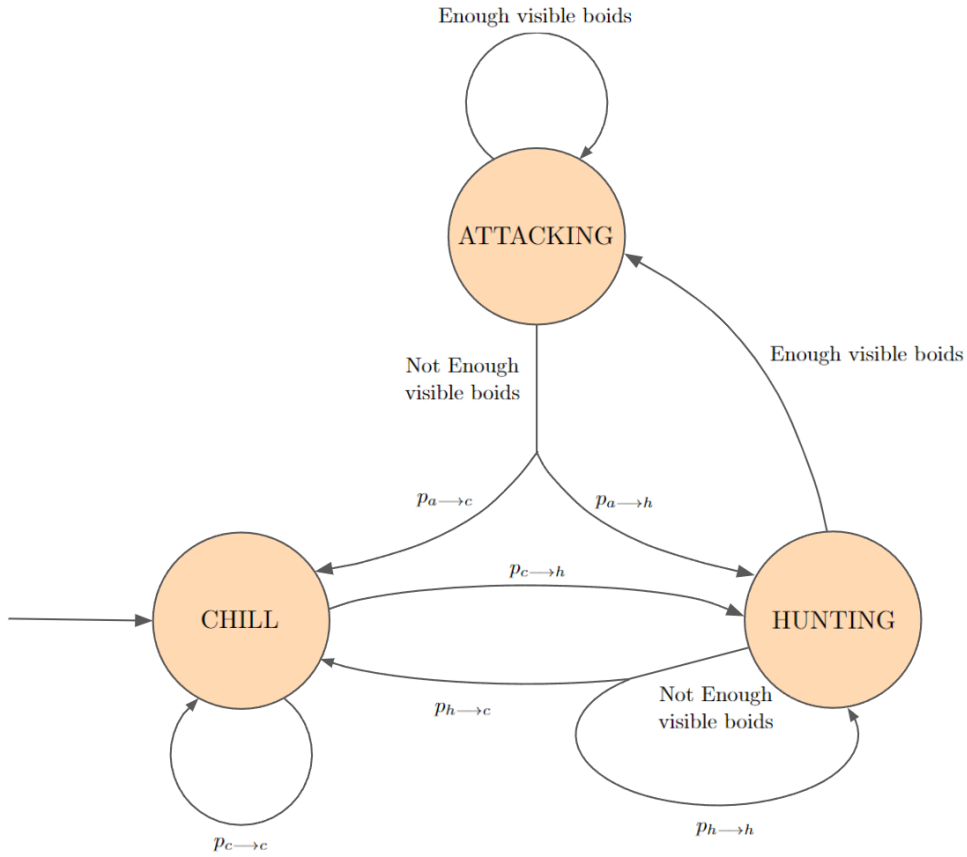 Enough visible boids
ATTACKING
Enough visible boids
Not Enough
visible boids
p_{a⟶c}
p_{a⟶h}
p_{c⟶h}
CHILL
HUNTING
Not Enough
visible boids
p_{h⟶c}
p_{h⟶h}
p_{c⟶c}